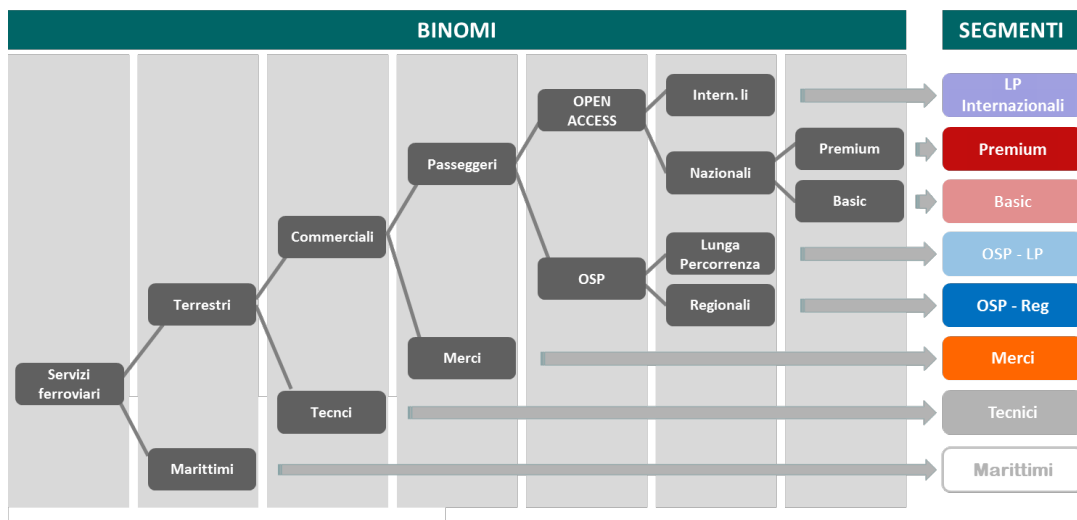 BINOMI
SEGMENTI
Servizi
ferroviari
Terrestri
Marittimi
Commerciali
Tecnci
Passeggeri
Merci
OPEN
ACCESS
OSP
Intern. li
Nazionali
Lunga
Percorrenza
Regionali
Premium
Basic
LP
Internazionali
Premium
Basic
OSP - LP
OSP - Reg
Merci
Tecnici
Marittimi